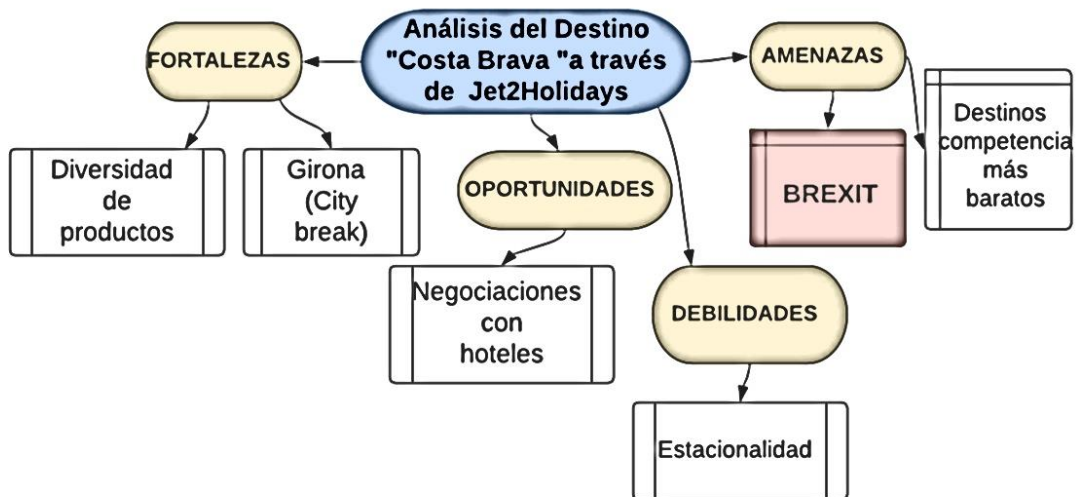 Análisis del Destino
"Costa Brava "a través
de Jet2Holidays
FORTALEZAS
Diversidad
de
productos
Girona
(City
break)
OPORTUNIDADES
Negociaciones
con
hoteles
DEBILIDADES
Estacionalidad
AMENAZAS
BREXIT
Destinos
competencia
más
baratos